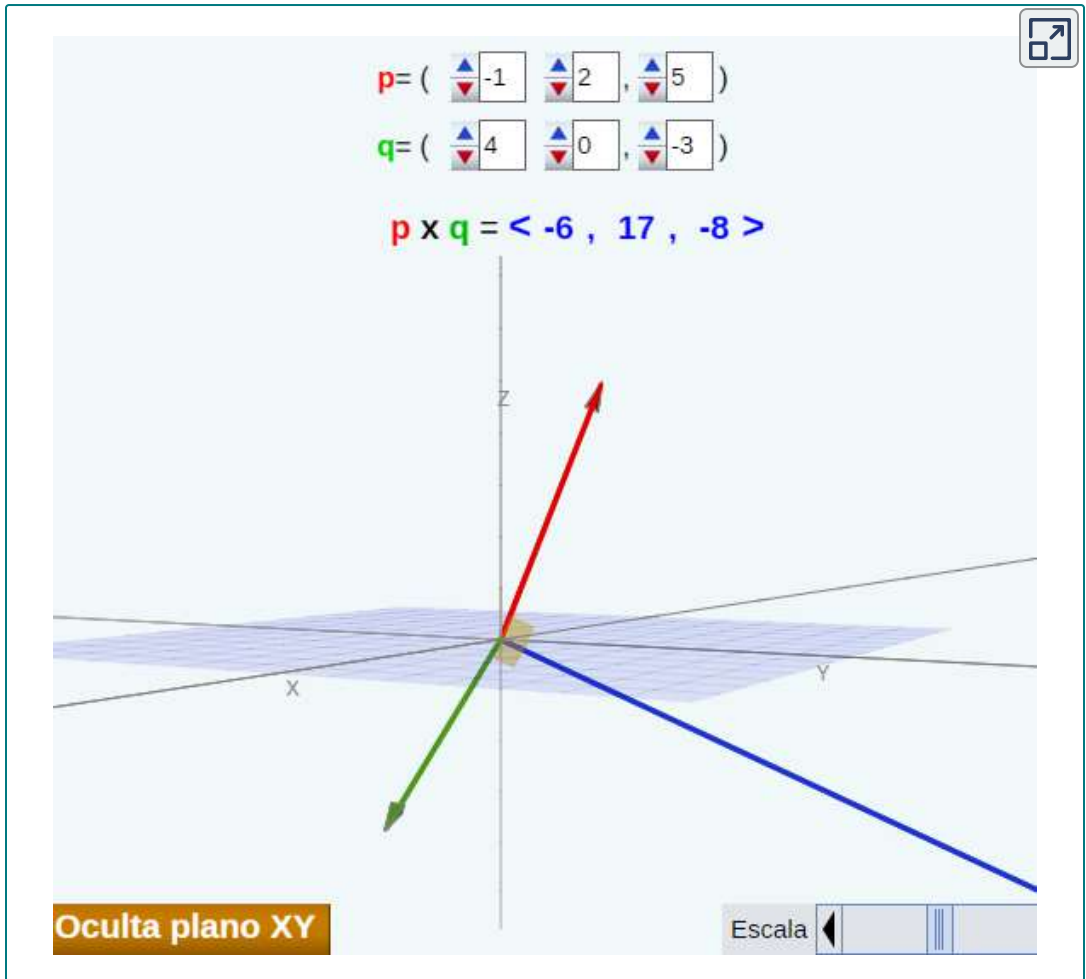 p= ( -1 2 , 5 )
q= ( 4 0 , -3 )
p x q = < -6 , 17 , -8 >
Z
X
Y
Oculta plano XY
Escala